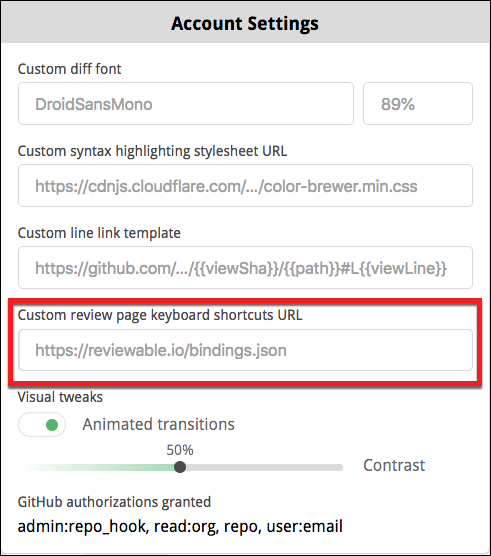 Account Settings
Custom diff font
DroidSansMono 89%
Custom syntax highlighting stylesheet URL
https://cdnjs.cloudflare.com/.../color-brewer.min.css
Custom line link template
https://github.com/.../{{viewSha}}/{{path}}#L{{viewLine}}
Custom review page keyboard shortcuts URL
https://reviewable.io/bindings.json
Visual tweaks
Animated transitions
50%
Contrast
GitHub authorizations granted
admin:repo_hook, read:org, repo, user:email